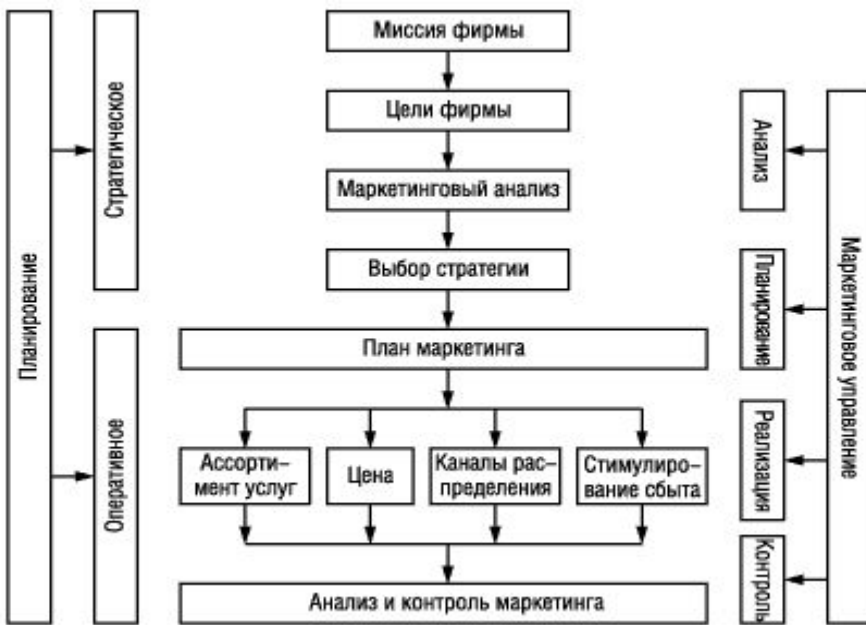 Планирование
Стратегическое
Оперативное
Миссия фирмы
Цели фирмы
Маркетинговый анализ
Выбор стратегии
План маркетинга
Ассорти-
мент услуг
Цена
Каналы рас-
пределения
Стимулиро-
вание сбыта
Анализ и контроль маркетинга
Анализ
Планирование
Реализация
Контроль
Маркетинговое управление